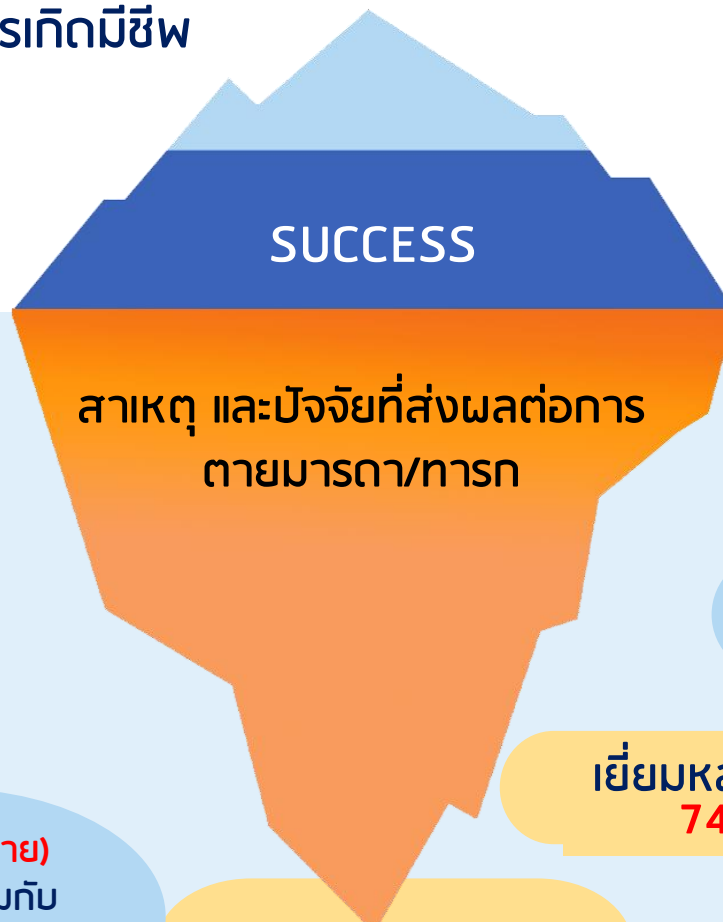 รเกิดมีชีพ
SUCCESS
สาเหตุ และปัจจัยที่ส่งผลต่อการ
ตายมารดา/ทารก
เยี่ยมหล
74
าย)
มกับ